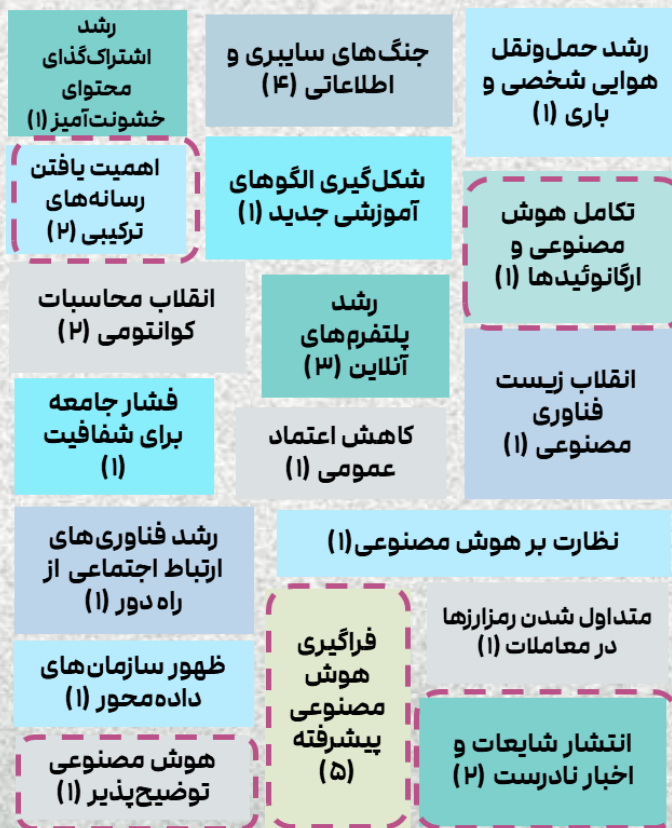 رشد حمل‌ونقل
هوایی شخصی و
باری (۱)
جنگ‌های سایبری و
اطلاعاتی (۴)
رشد
اشتراک‌گذای
محتوای
خشونت‌آمیز (۱)
تکامل هوش
مصنوعی و
ارگانوئیدها (۱)
شکل‌گیری الگوهای
آموزشی جدید (۱)
اهمیت یافتن
رسانه‌های
ترکیبی (۲)
انقلاب زیست
فناوری
مصنوعی (۱)
رشد
پلتفرم‌های
آنلاین (۳)
انقلاب محاسبات
کوانتومی (۲)
کاهش اعتماد
عمومی (۱)
فشار جامعه
برای شفافیت
(۱)
نظارت بر هوش مصنوعی(۱)
رشد فناوری‌های
ارتباط اجتماعی از
راه دور (۱)
متداول شدن رمزارزها
در معاملات (۱)
فراگیری
هوش
مصنوعی
پیشرفته
(۵)
ظهور سازمان‌های
داده‌محور (۱)
انتشار شایعات و
اخبار نادرست (۲)
هوش مصنوعی
توضیح‌پذیر (۱)